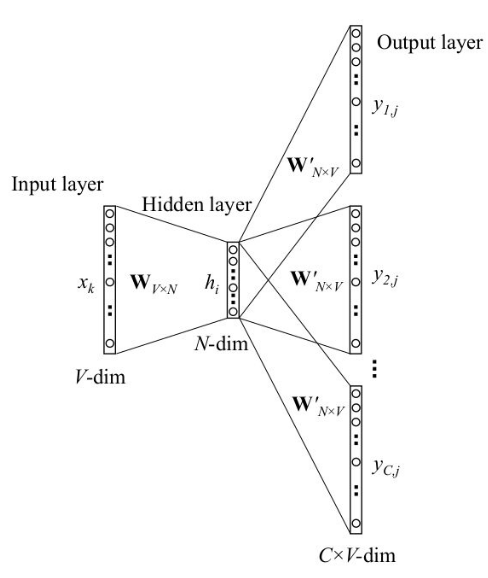 Output layer
y1,j
W'N×V
Input layer
Hidden layer
xk
WV×N
hi
W'N×V
y2,j
N-dim
V-dim
W'N×V
yC,j
C×V-dim